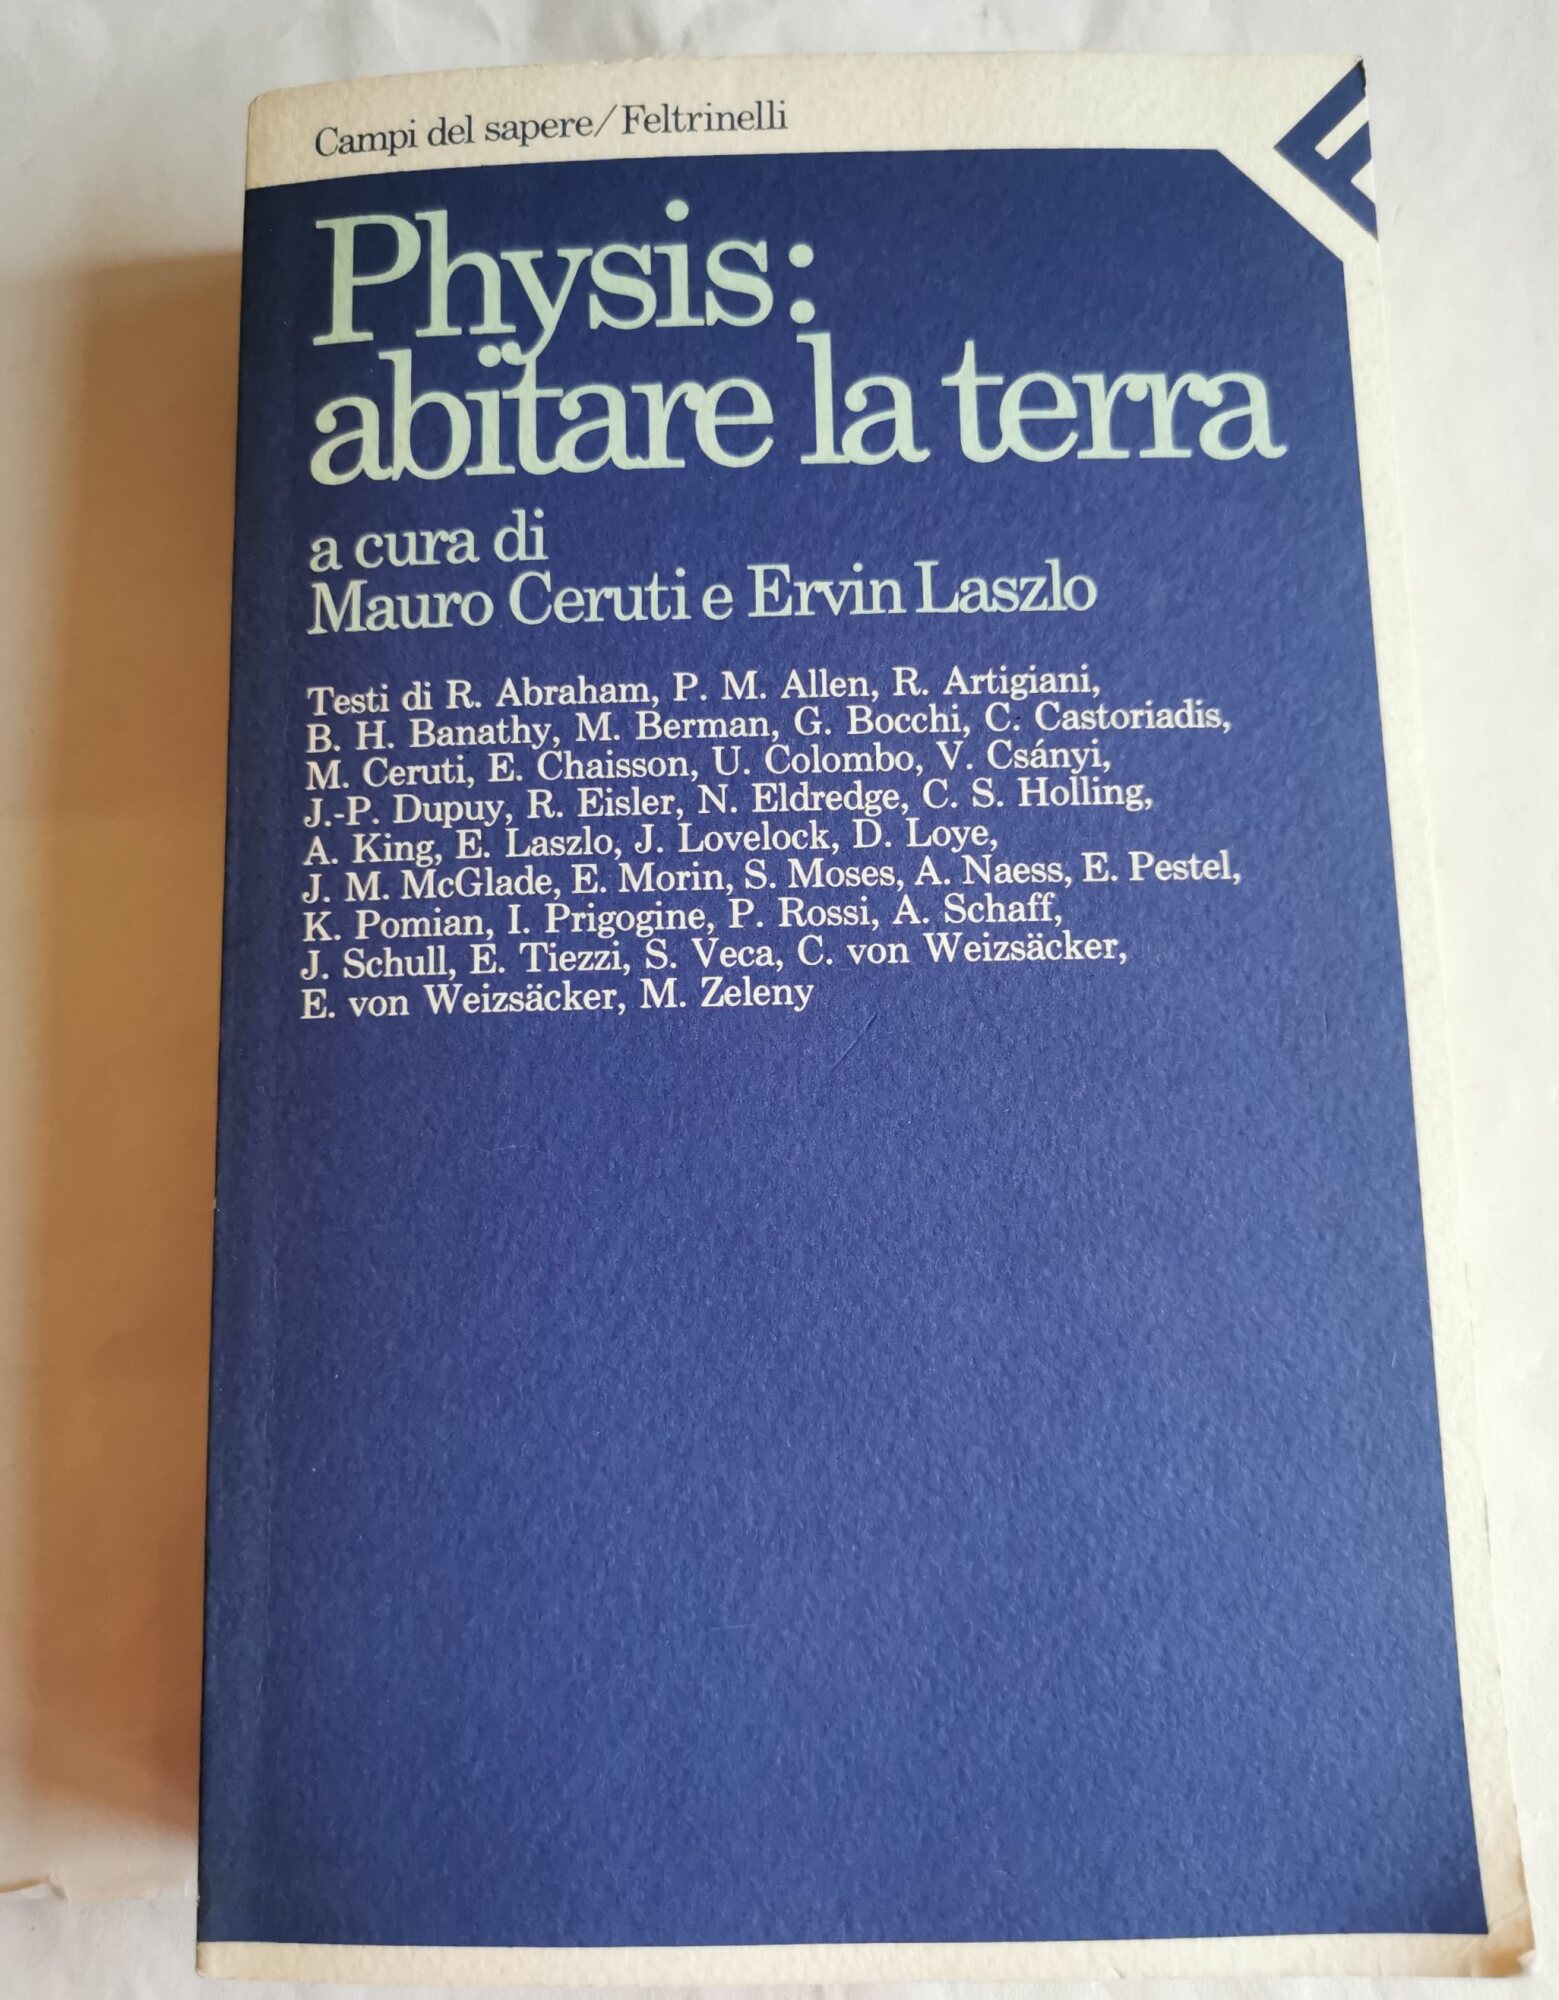 Campi del sapere/Feltrinelli
Physis:
abitare la terra
a cura di
Mauro Ceruti e Ervin Laszlo
Testi di R. Abraham, P. M. Allen, R. Artigiani,
B. H. Banathy, M. Berman, G. Bocchi, C. Castoriadis,
M. Ceruti, E. Chaisson, U. Colombo, V. Csányi,
J.-P. Dupuy, R. Eisler, N. Eldredge, C. S. Holling,
A. King, E. Laszlo, J. Lovelock, D. Loye,
J. M. McGlade, E. Morin, S. Moses, A. Naess, E. Pestel,
K. Pomian, I. Prigogine, P. Rossi, A. Schaff,
J. Schull, E. Tiezzi, S. Veca, C. von Weizsäcker,
E. von Weizsäcker, M. Zeleny